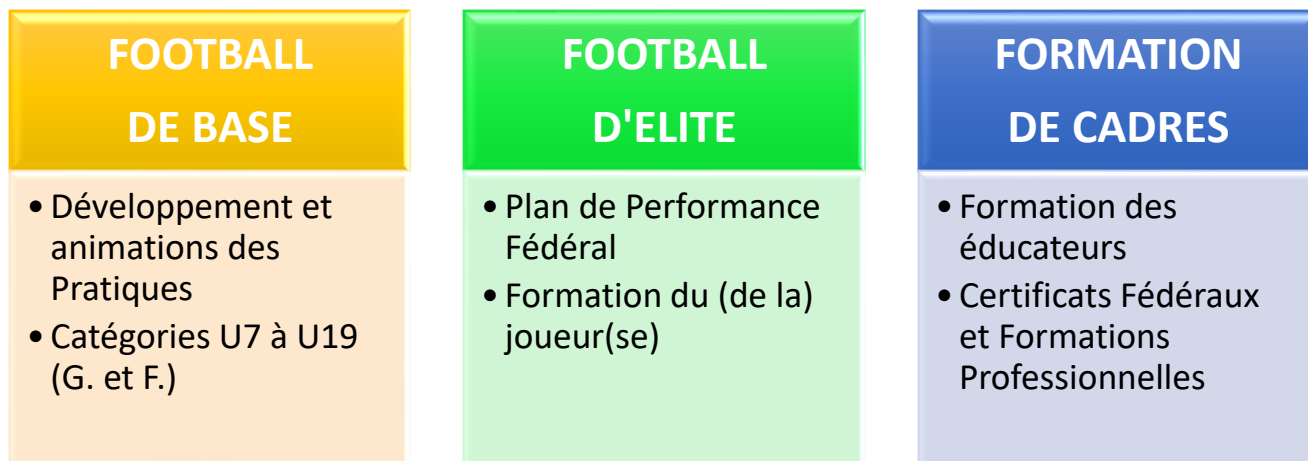 FOOTBALL
DE BASE
• Développement et
animations des
Pratiques
• Catégories U7 à U19
(G. et F.)
FOOTBALL
D'ELITE
• Plan de Performance
Fédéral
• Formation du (de la)
joueur(se)
FORMATION
DE CADRES
• Formation des
éducateurs
• Certificats Fédéraux
et Formations
Professionnelles